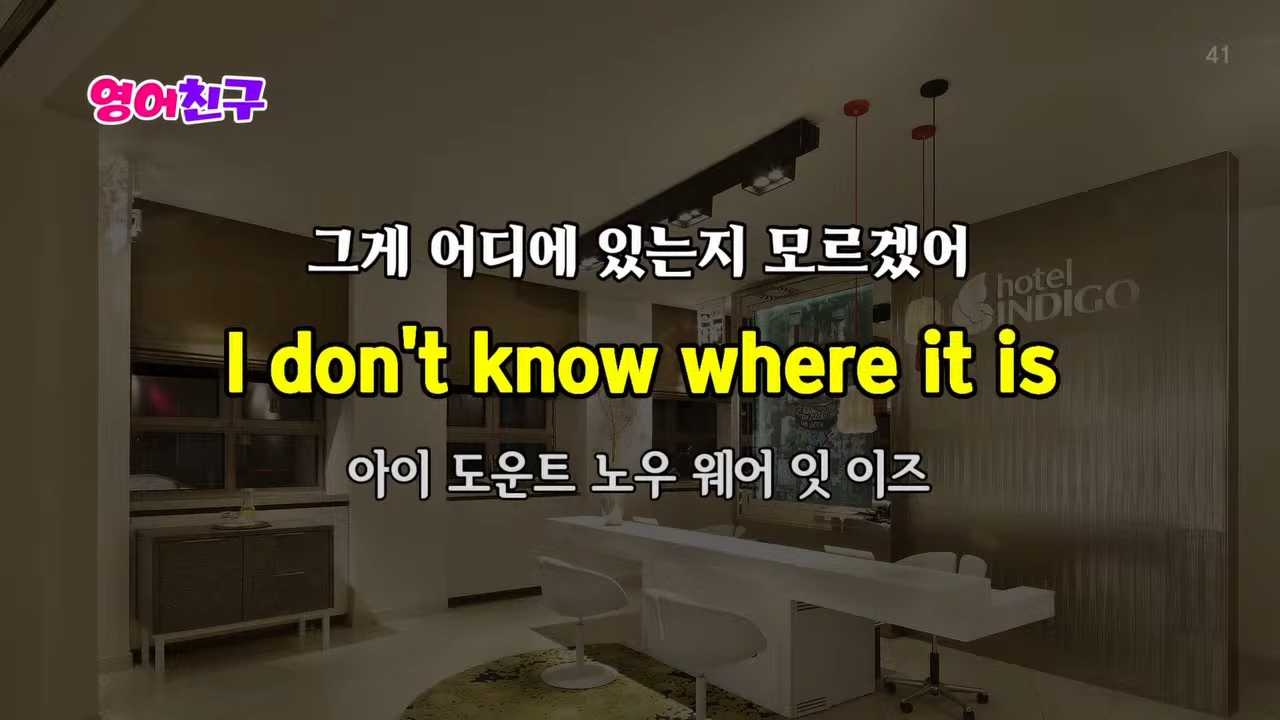 41
영어친구
그게 어디에 있는지 모르겠어
hotel
INDIGO
I don't know where it is
아이 도운트 노우 웨어 잇 이즈